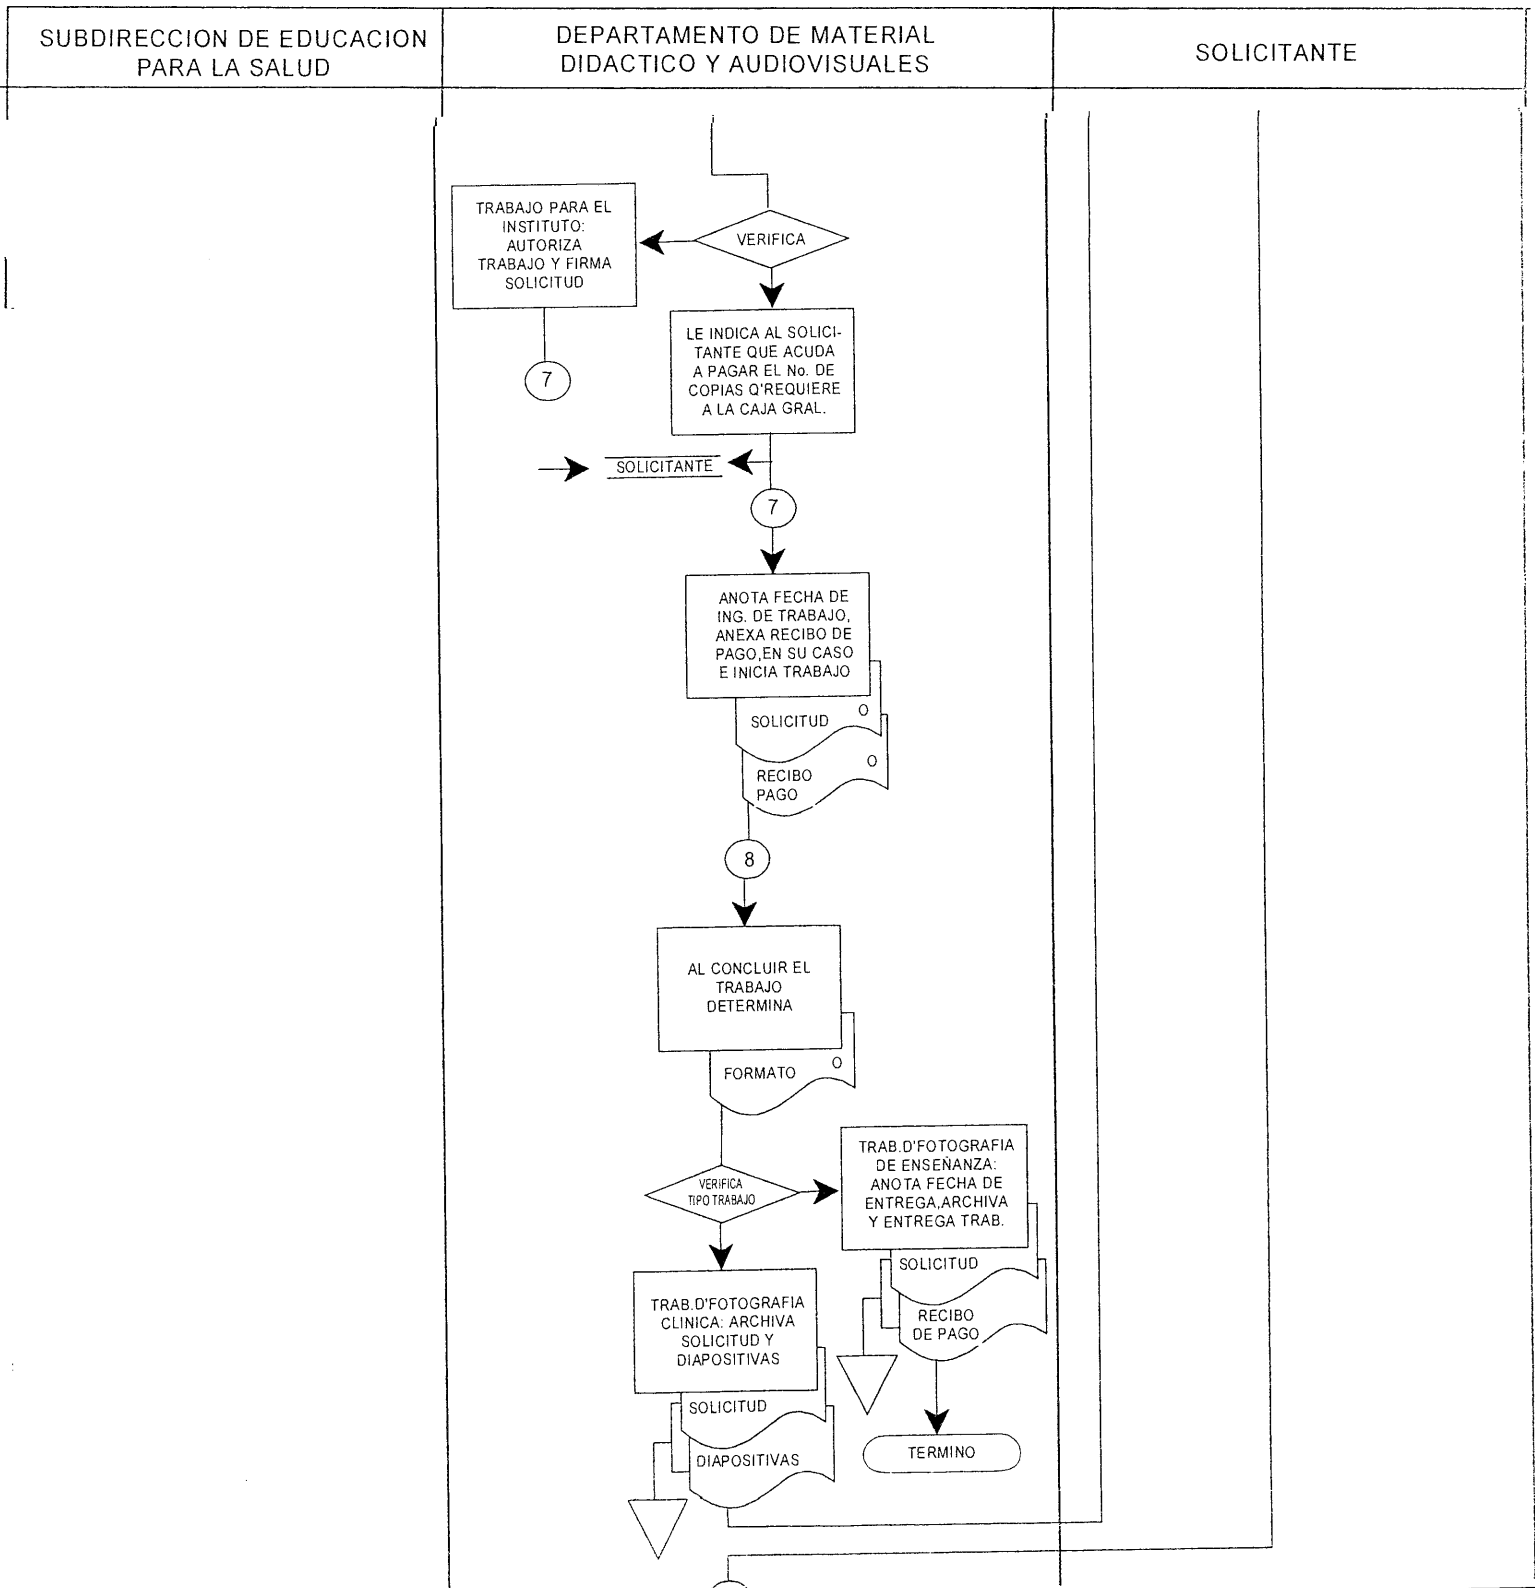 SUBDIRECCION DE EDUCACION
PARA LA SALUD
DEPARTAMENTO DE MATERIAL
DIDACTICO Y AUDIOVISUALES
SOLICITANTE
TRABAJO PARA EL
INSTITUTO:
AUTORIZA
TRABAJO Y FIRMA
SOLICITUD
VERIFICA
7
LE INDICA AL SOLICI-
TANTE QUE ACUDA
A PAGAR EL No. DE
COPIAS Q'REQUIERE
A LA CAJA GRAL.
SOLICITANTE
7
ANOTA FECHA DE
ING. DE TRABAJO,
ANEXA RECIBO DE
PAGO,EN SU CASO
E INICIA TRABAJO
SOLICITUD O
RECIBO O
PAGO
8
AL CONCLUIR EL
TRABAJO
DETERMINA
FORMATO O
VERIFICA
TIPO TRABAJO
TRAB.D'FOTOGRAFIA
DE ENSEÑANZA:
ANOTA FECHA DE
ENTREGA,ARCHIVA
Y ENTREGA TRAB.
SOLICITUD
RECIBO
DE PAGO
TERMINO
TRAB.D'FOTOGRAFIA
CLINICA: ARCHIVA
SOLICITUD Y
DIAPOSITIVAS
SOLICITUD
DIAPOSITIVAS